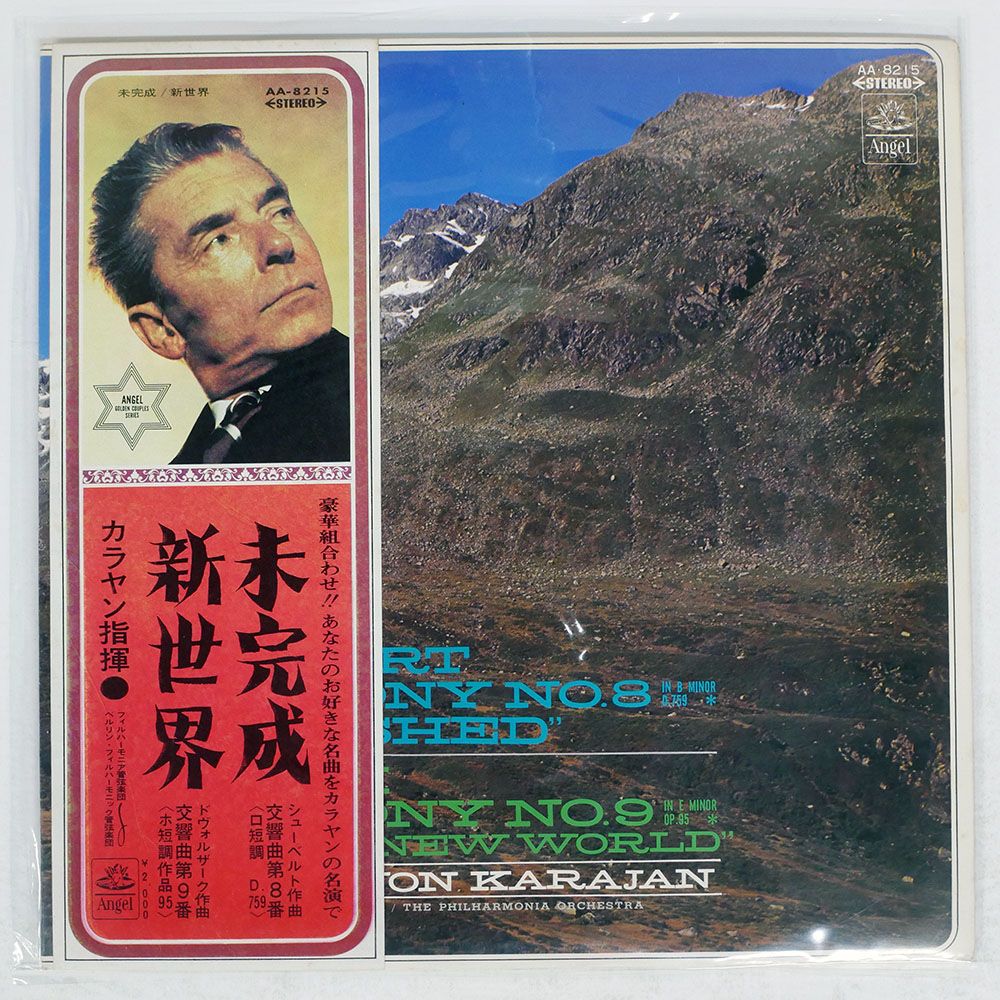 未完成/新世界
AA-8215
STEREO
ANGEL
GOLDEN COUPLES
SERIES
豪華組合わせ!!あなたのお好きな名曲をカラヤンの名演で
未完成
シューベルト作曲
交響曲第8番
〈ロ短調 D.759〉
新世界
ドヴォルザーク作曲
交響曲第9番
〈ホ短調作品95〉
カラヤン指揮●
フィルハーモニア管弦楽団
ベルリン・フィルハーモニック管弦楽団
Angel
¥2,000
AA-8215
STEREO
Angel
RT
NY NO.8 IN B MINOR D.759 *
SHED"
NY NO.9 IN E MINOR OP.95 *
NEW WORLD"
VON KARAJAN
/ THE PHILHARMONIA ORCHESTRA